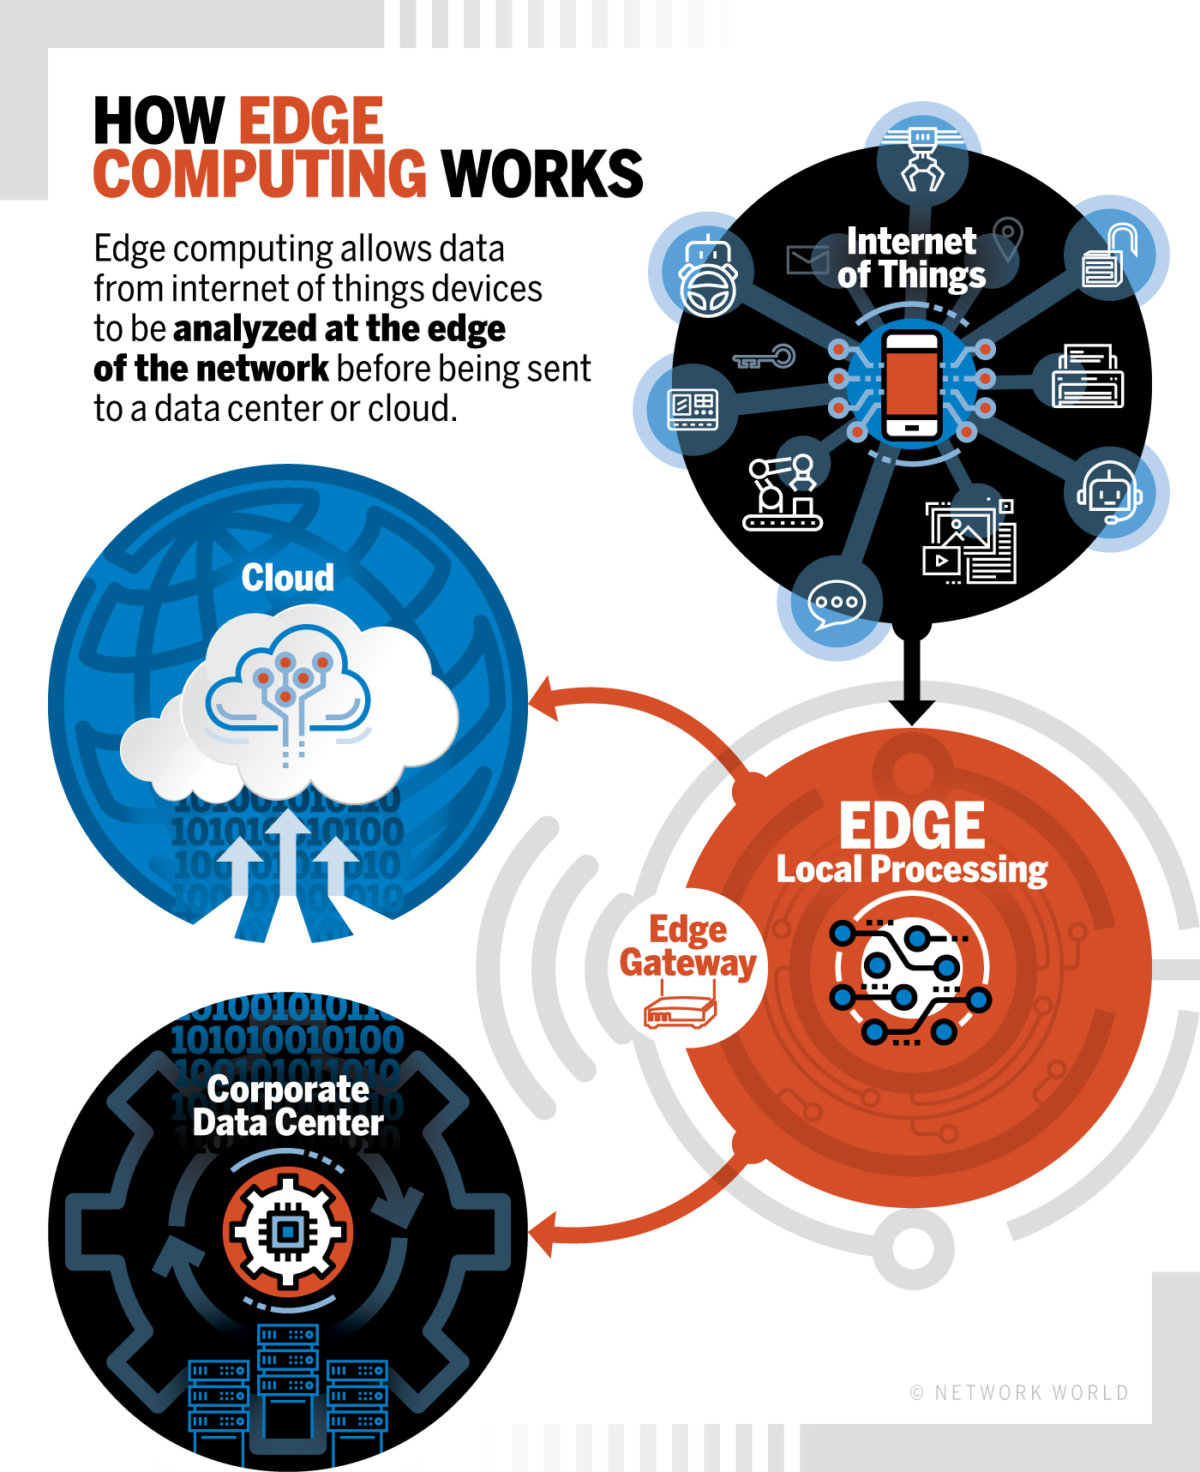 HOW EDGE
COMPUTING WORKS
Edge computing allows data
from internet of things devices
to be analyzed at the edge
of the network before being sent
to a data center or cloud.
Internet
of Things
Cloud
101010010100
EDGE
Local Processing
Edge
Gateway
101010010100
Corporate
Data Center
© NETWORK WORLD